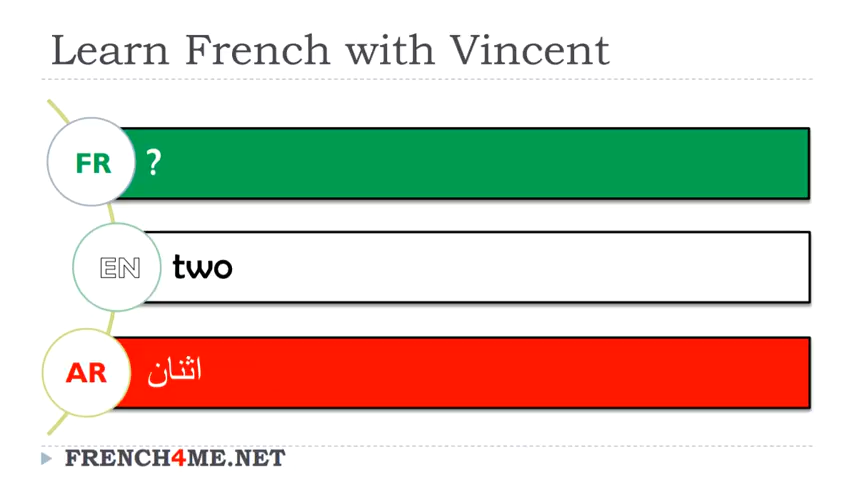 Learn French with Vincent
FR ?
EN two
AR اثنان
FRENCH4ME.NET